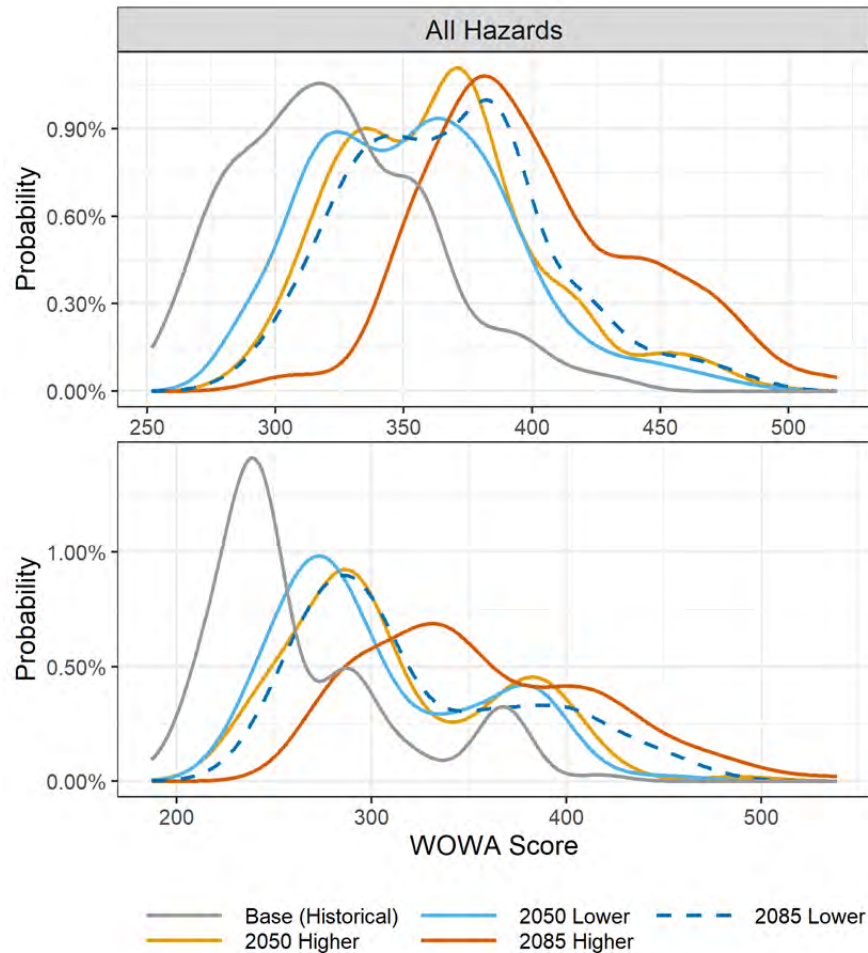 All Hazards
Probability
0.90%
0.60%
0.30%
0.00%
250 300 350 400 450 500
Probability
1.00%
0.50%
0.00%
200 300 400 500
WOWA Score
Base (Historical) 2050 Lower 2085 Lower
2050 Higher 2085 Higher